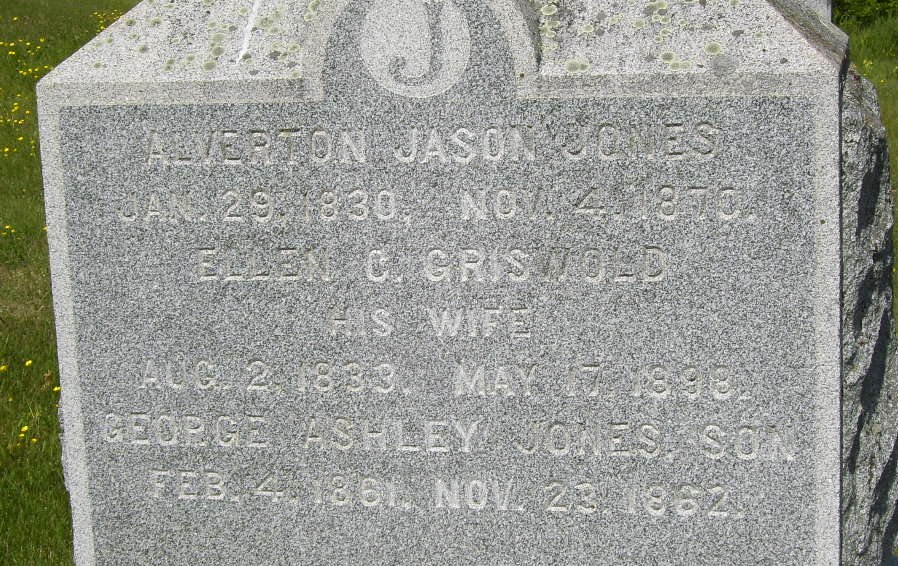 J
ALVERTON JASON JONES
JAN. 29. 1830, NOV. 4. 1870.
ELLEN C. GRISWOLD
HIS WIFE
AUG. 2. 1833. MAY 17. 1898.
GEORGE ASHLEY JONES, SON
FEB. 4. 1861. NOV. 23. 1882.